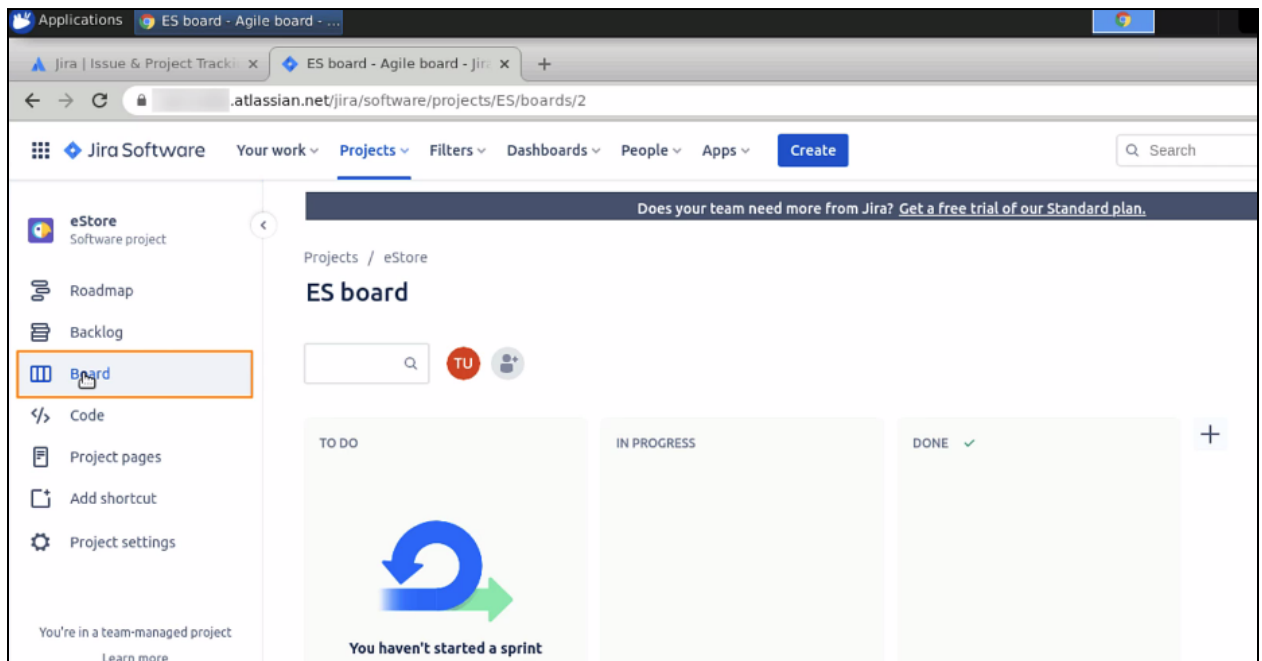 Applications ES board - Agile board - ...
Jira | Issue & Project Tracki × ES board - Agile board - Jira × +
.atlassian.net/jira/software/projects/ES/boards/2
Jira Software Your work Projects Filters Dashboards People Apps Create Search
Does your team need more from Jira? Get a free trial of our Standard plan.
eStore
Software project
Projects / eStore
ES board
Roadmap
Backlog
TU
Board
Code
Project pages
Add shortcut
Project settings
TO DO IN PROGRESS DONE
You haven't started a sprint
You're in a team-managed project
Learn more